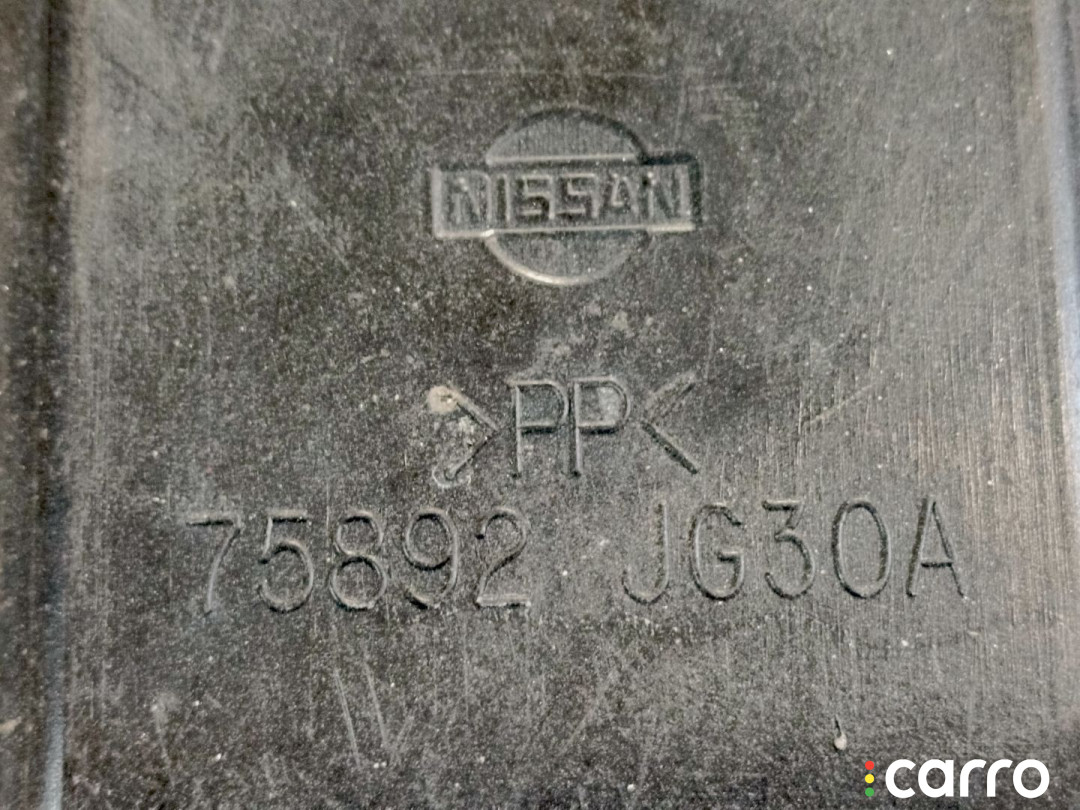 NISSAN
>PP<
75892 JG30A
carro